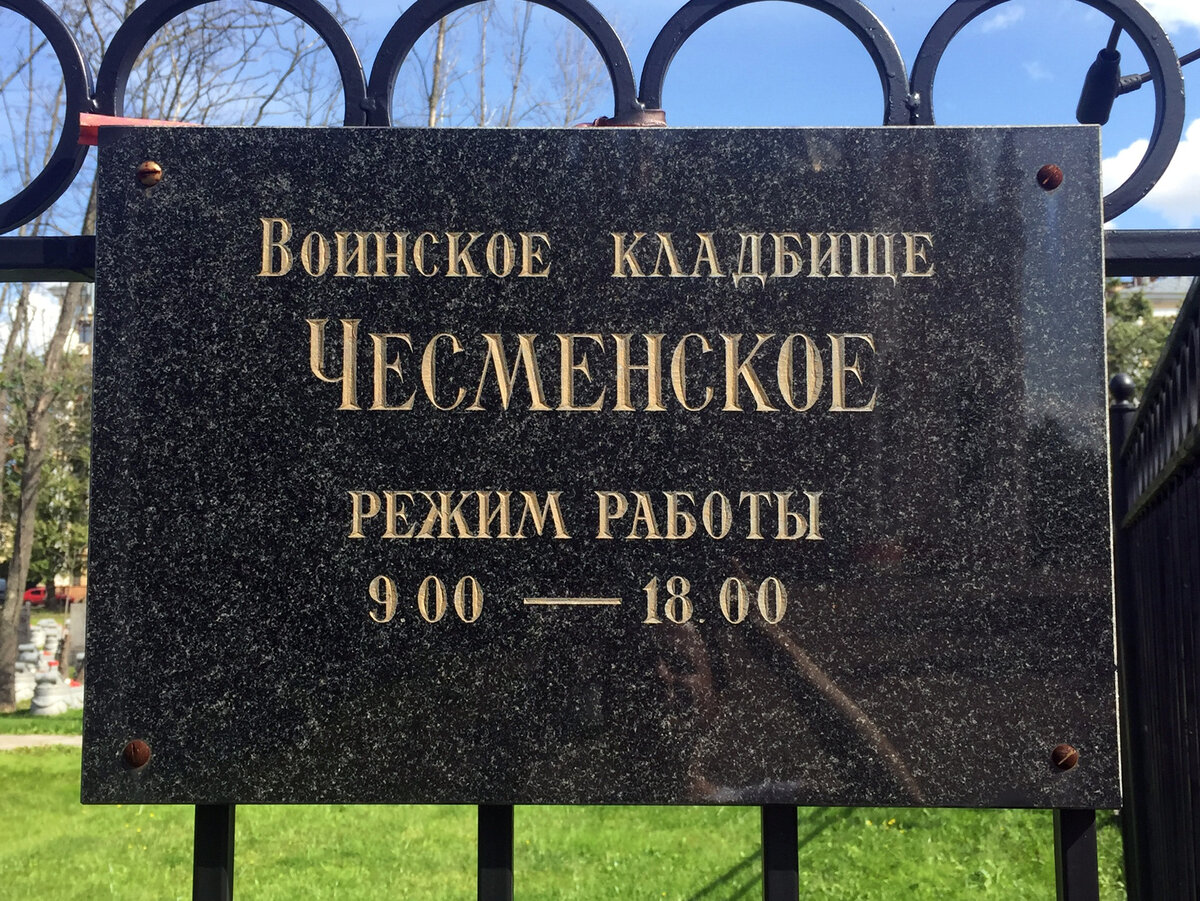 Воинское кладбище
Чесменское
режим работы
9.00 — 18.00